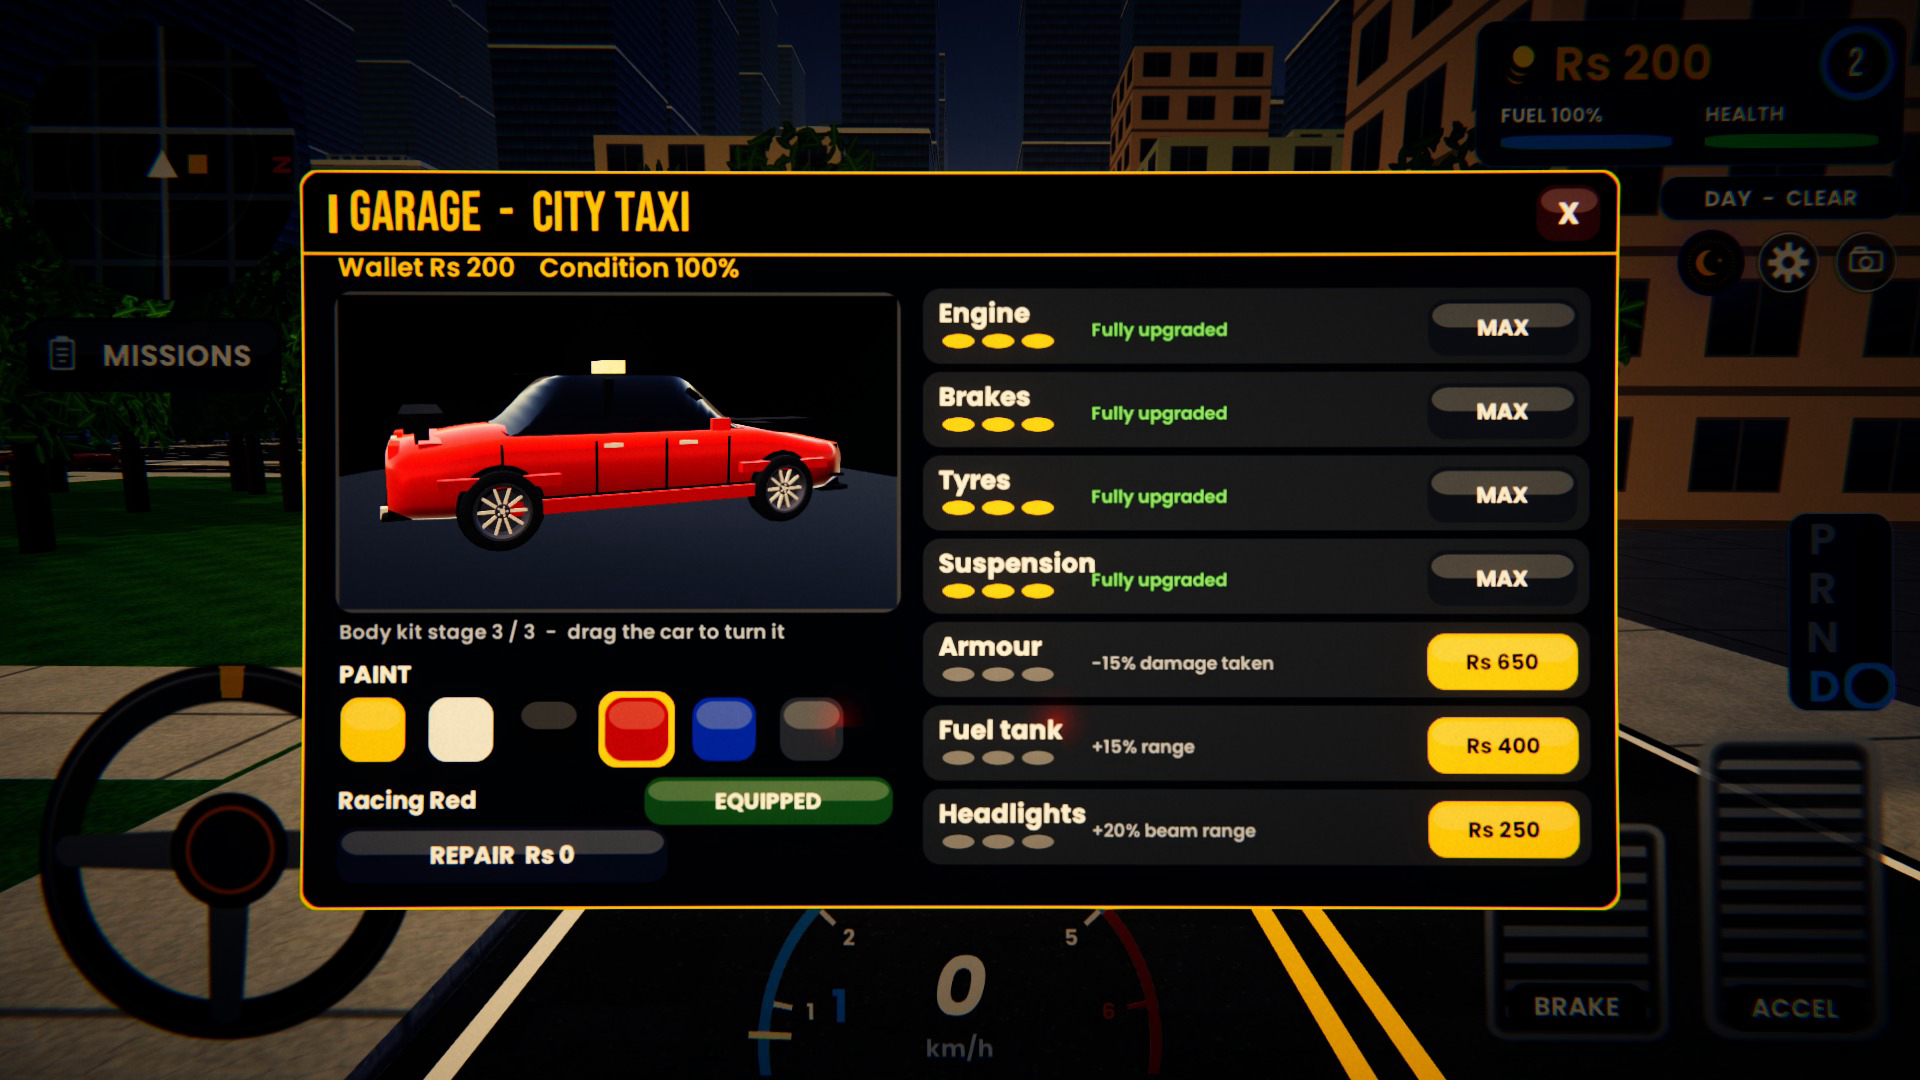 Rs 200
2
FUEL 100%
HEALTH
N
GARAGE - CITY TAXI
X
DAY - CLEAR
Wallet Rs 200 Condition 100%
MISSIONS
Engine
Fully upgraded
MAX
Brakes
Fully upgraded
MAX
Tyres
Fully upgraded
MAX
Suspension
Fully upgraded
MAX
Body kit stage 3 / 3 - drag the car to turn it
PAINT
Armour
-15% damage taken
Rs 650
Fuel tank
+15% range
Rs 400
Racing Red
EQUIPPED
Headlights
+20% beam range
Rs 250
REPAIR Rs 0
P
R
N
D
1
2
5
6
1
0
km/h
BRAKE
ACCEL